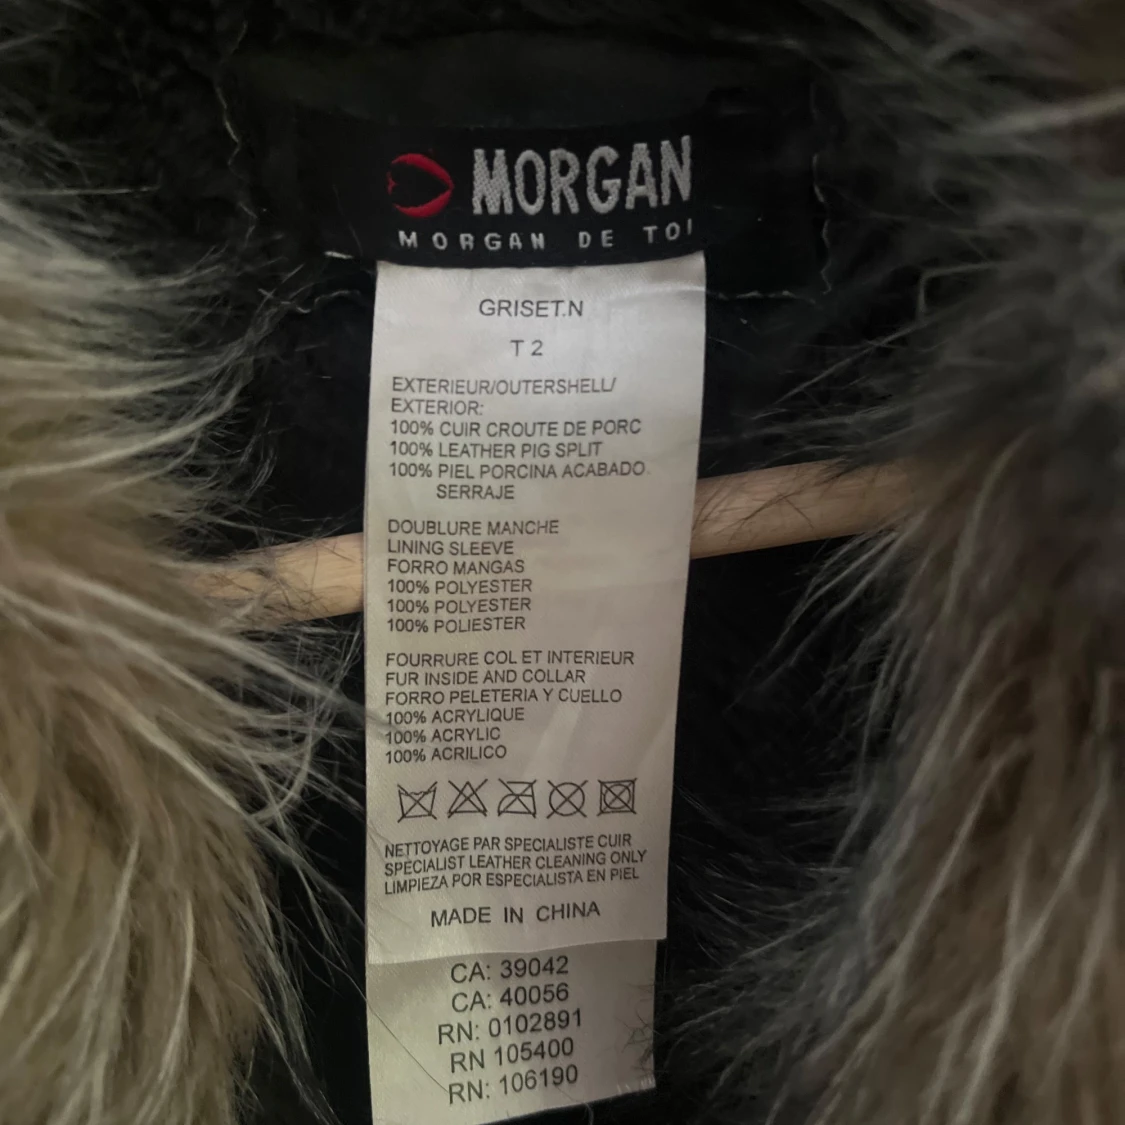 MORGAN
MORGAN DE TOI
GRISET.N
T 2
EXTERIEUR/OUTERSHELL/
EXTERIOR:
100% CUIR CROUTE DE PORC
100% LEATHER PIG SPLIT
100% PIEL PORCINA ACABADO
SERRAJE
DOUBLURE MANCHE
LINING SLEEVE
FORRO MANGAS
100% POLYESTER
100% POLYESTER
100% POLIESTER
FOURRURE COL ET INTERIEUR
FUR INSIDE AND COLLAR
FORRO PELETERIA Y CUELLO
100% ACRYLIQUE
100% ACRYLIC
100% ACRILICO
NETTOYAGE PAR SPECIALISTE CUIR
SPECIALIST LEATHER CLEANING ONLY
LIMPIEZA POR ESPECIALISTA EN PIEL
MADE IN CHINA
CA: 39042
CA: 40056
RN: 0102891
RN 105400
RN: 106190